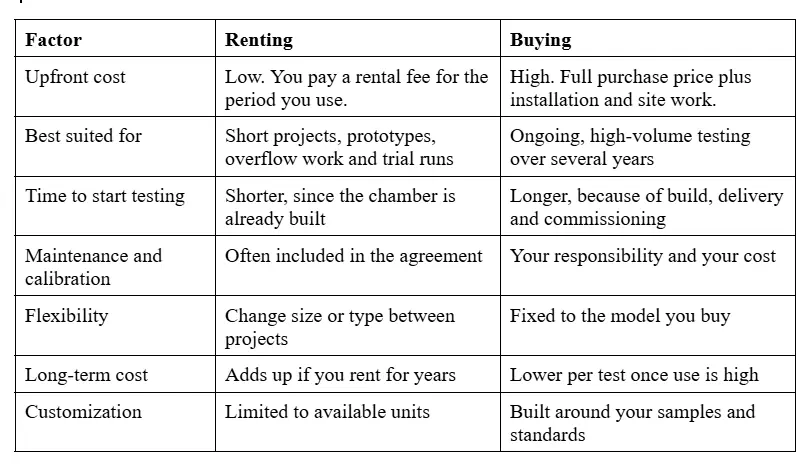 Factor
Renting
Buying
Upfront cost
Low. You pay a rental fee for the
period you use.
High. Full purchase price plus
installation and site work.
Best suited for
Short projects, prototypes,
overflow work and trial runs
Ongoing, high-volume testing
over several years
Time to start testing
Shorter, since the chamber is
already built
Longer, because of build, delivery
and commissioning
Maintenance and
calibration
Often included in the agreement
Your responsibility and your cost
Flexibility
Change size or type between
projects
Fixed to the model you buy
Long-term cost
Adds up if you rent for years
Lower per test once use is high
Customization
Limited to available units
Built around your samples and
standards